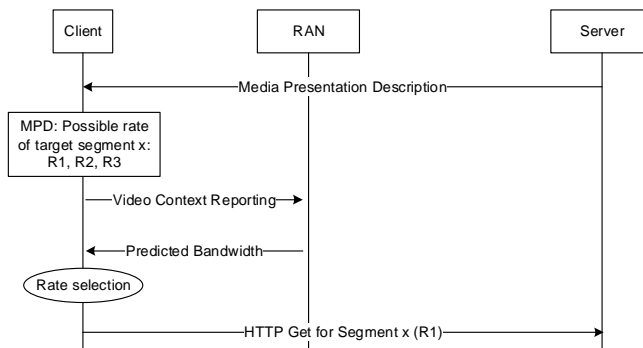 Client
RAN
Server
Media Presentation Description
MPD: Possible rate
of target segment x:
R1, R2, R3
Video Context Reporting
Predicted Bandwidth
Rate selection
HTTP Get for Segment x (R1)